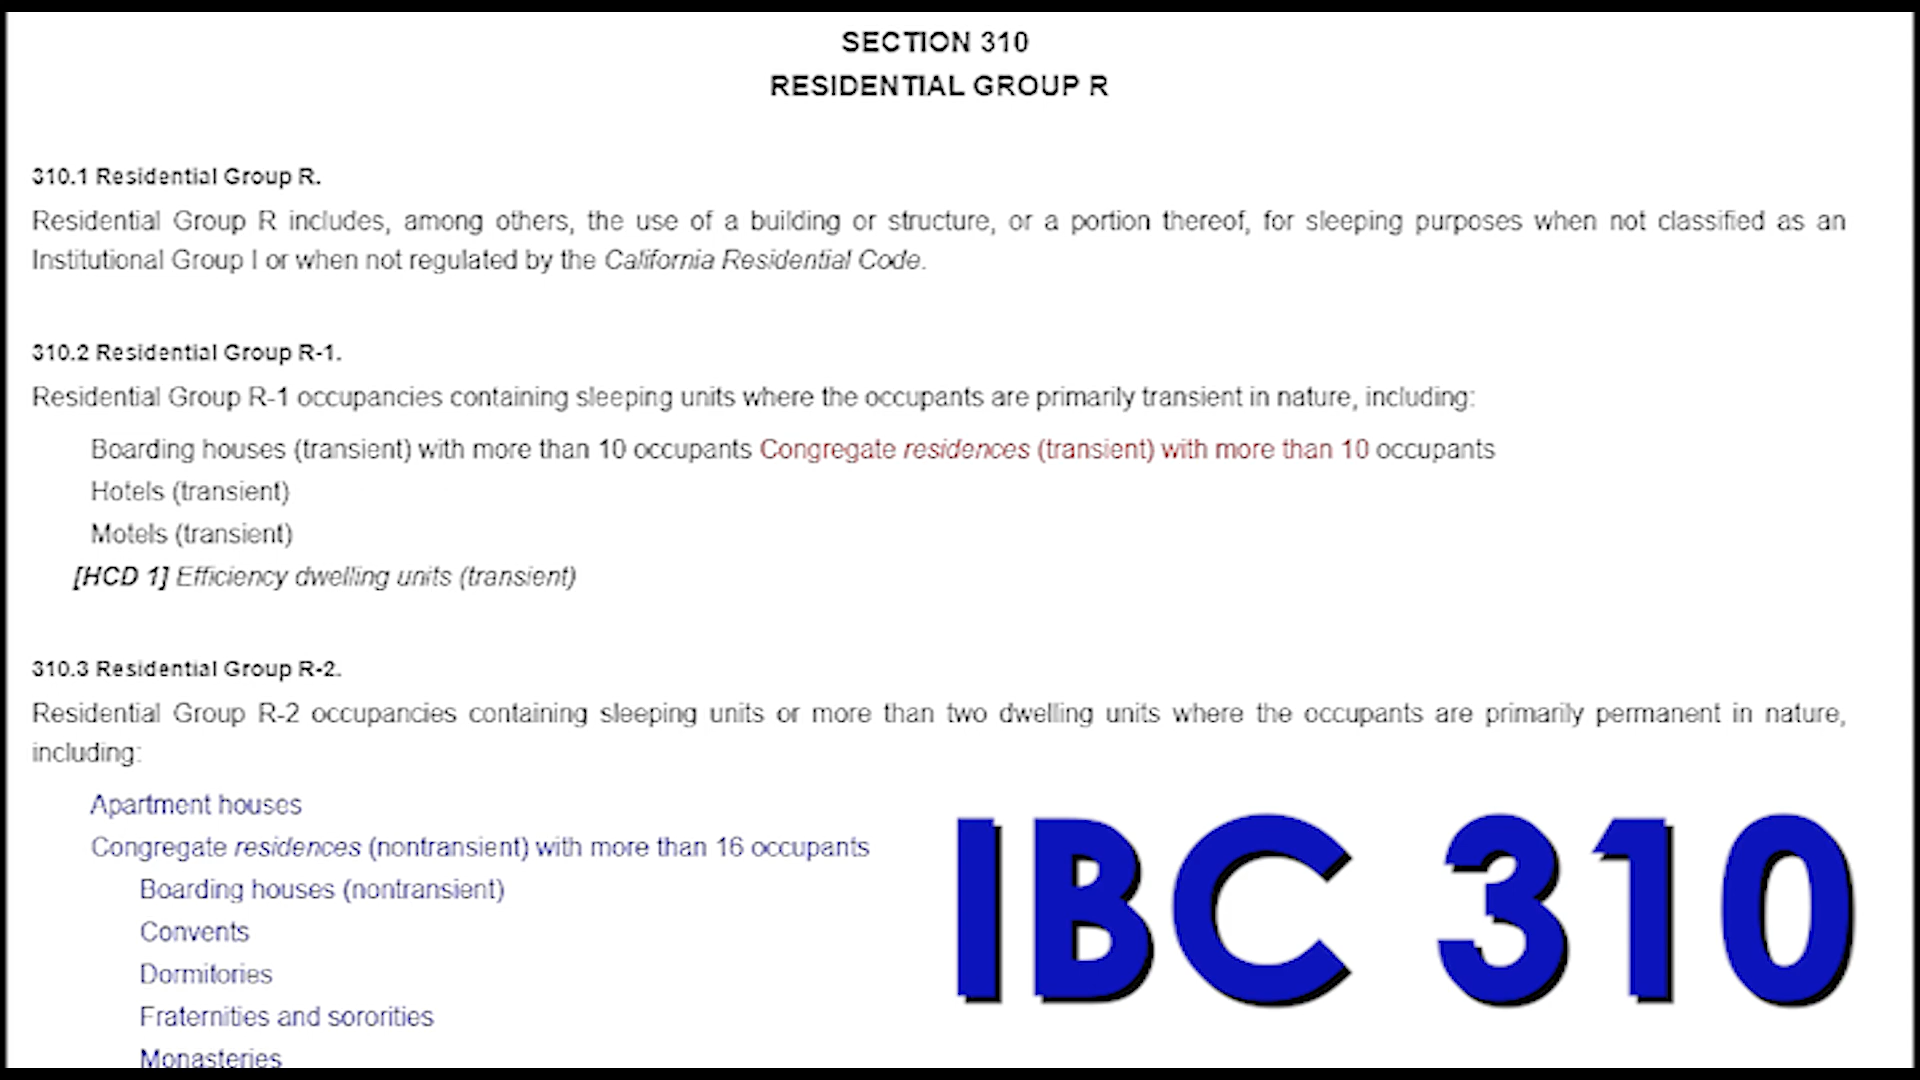 SECTION 310
RESIDENTIAL GROUP R
310.1 Residential Group R.
Residential Group R includes, among others, the use of a building or structure, or a portion thereof, for sleeping purposes when not classified as an
Institutional Group I or when not regulated by the California Residential Code.
310.2 Residential Group R-1.
Residential Group R-1 occupancies containing sleeping units where the occupants are primarily transient in nature, including:
Boarding houses (transient) with more than 10 occupants Congregate residences (transient) with more than 10 occupants
Hotels (transient)
Motels (transient)
[HCD 1] Efficiency dwelling units (transient)
310.3 Residential Group R-2.
Residential Group R-2 occupancies containing sleeping units or more than two dwelling units where the occupants are primarily permanent in nature,
including:
Apartment houses
Congregate residences (nontransient) with more than 16 occupants
Boarding houses (nontransient)
Convents
Dormitories
Fraternities and sororities
Monasteries
IBC 310